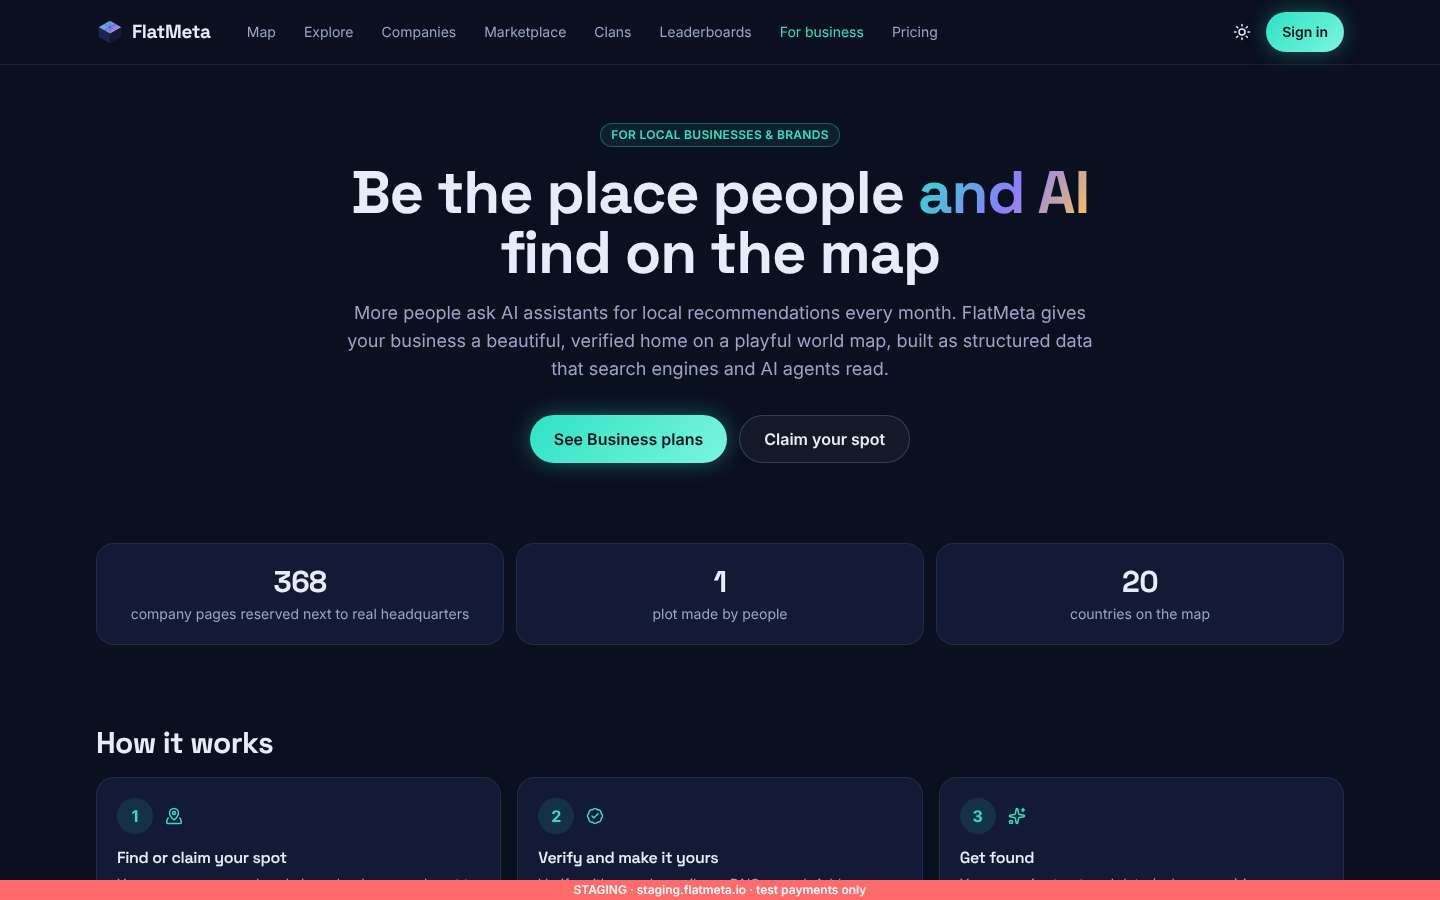 FlatMeta
Map
Explore
Companies
Marketplace
Clans
Leaderboards
For business
Pricing
Sign in
FOR LOCAL BUSINESSES & BRANDS
Be the place people and AI
find on the map
More people ask AI assistants for local recommendations every month. FlatMeta gives
your business a beautiful, verified home on a playful world map, built as structured data
that search engines and AI agents read.
See Business plans
Claim your spot
368
company pages reserved next to real headquarters
1
plot made by people
20
countries on the map
How it works
1
Find or claim your spot
2
Verify and make it yours
3
Get found
STAGING · staging.flatmeta.io · test payments only